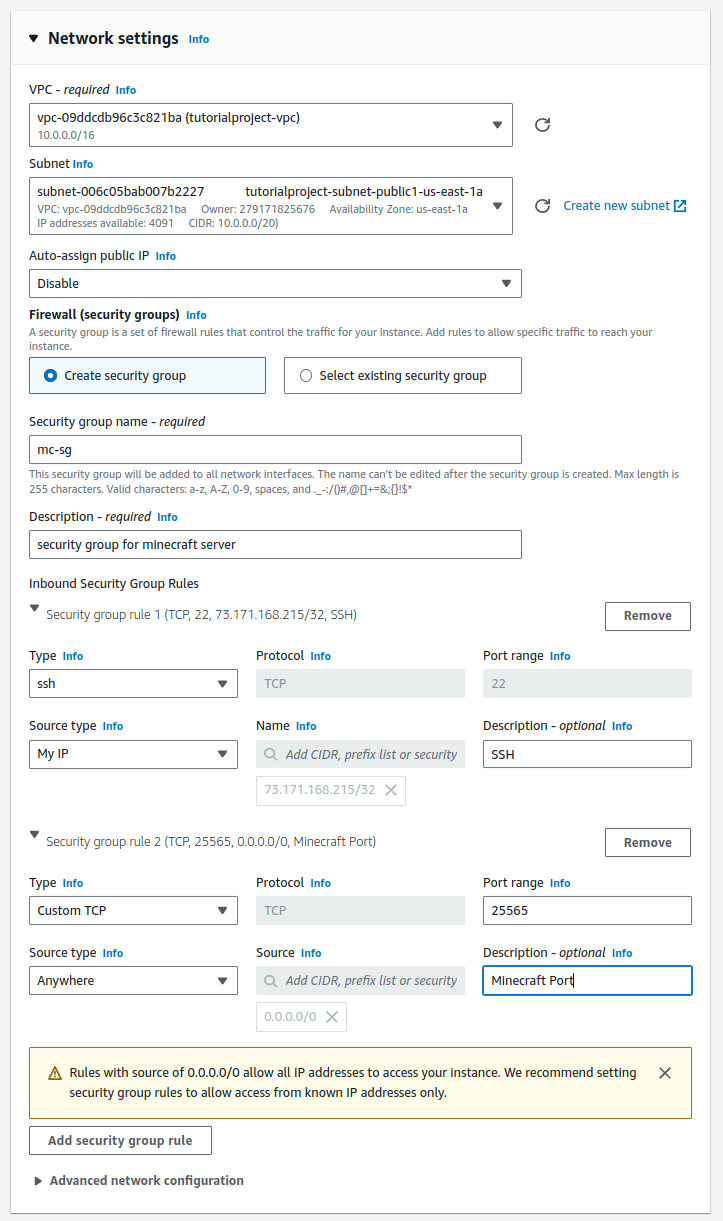 Network settings Info
VPC - required Info
vpc-09ddcdb96c3c821ba (tutorialproject-vpc)
10.0.0.0/16
Subnet Info
subnet-006c05bab007b2227 tutorialproject-subnet-public1-us-east-1a
VPC: vpc-09ddcdb96c3c821ba Owner: 279171825676 Availability Zone: us-east-1a
IP addresses available: 4091 CIDR: 10.0.0.0/20)
Create new subnet
Auto-assign public IP Info
Disable
Firewall (security groups) Info
A security group is a set of firewall rules that control the traffic for your instance. Add rules to allow specific traffic to reach your
instance.
Create security group
Select existing security group
Security group name - required
mc-sg
This security group will be added to all network interfaces. The name can't be edited after the security group is created. Max length is
255 characters. Valid characters: a-z, A-Z, 0-9, spaces, and ._-:/()#,@[]+=&;{}!$*
Description - required Info
security group for minecraft server
Inbound Security Group Rules
Security group rule 1 (TCP, 22, 73.171.168.215/32, SSH)
Remove
Type Info
Protocol Info
Port range Info
ssh
TCP
22
Source type Info
Name Info
Description - optional Info
My IP
Add CIDR, prefix list or security
SSH
73.171.168.215/32
Security group rule 2 (TCP, 25565, 0.0.0.0/0, Minecraft Port)
Remove
Type Info
Protocol Info
Port range Info
Custom TCP
TCP
25565
Source type Info
Source Info
Description - optional Info
Anywhere
Add CIDR, prefix list or security
Minecraft Port
0.0.0.0/0
Rules with source of 0.0.0.0/0 allow all IP addresses to access your instance. We recommend setting
security group rules to allow access from known IP addresses only.
Add security group rule
Advanced network configuration